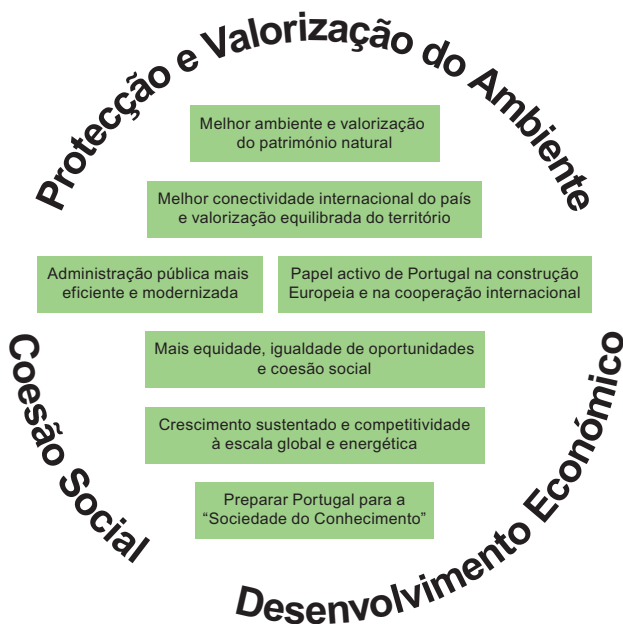 Protecção e Valorização do Ambiente
Melhor ambiente e valorização
do património natural
Melhor conectividade internacional do país
e valorização equilibrada do território
Administração pública mais
eficiente e modernizada
Papel activo de Portugal na construção
Europeia e na cooperação internacional
Mais equidade, igualdade de oportunidades
e coesão social
Crescimento sustentado e competitividade
à escala global e energética
Preparar Portugal para a
“Sociedade do Conhecimento”
Coesão Social
Desenvolvimento Económico